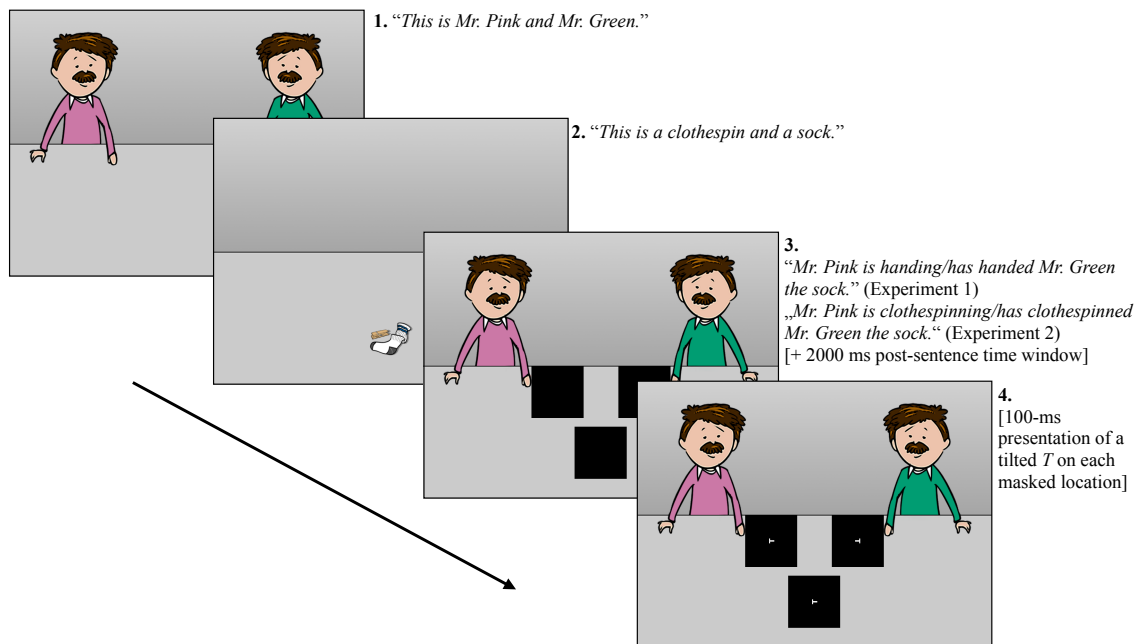 1. “This is Mr. Pink and Mr. Green.”
2. “This is a clothespin and a sock.”
3.
“Mr. Pink is handing/has handed Mr. Green
the sock.” (Experiment 1)
„Mr. Pink is clothespinning/has clothespinned
Mr. Green the sock.“ (Experiment 2)
[+ 2000 ms post-sentence time window]
4.
[100-ms
presentation of a
tilted T on each
masked location]
T
T
T